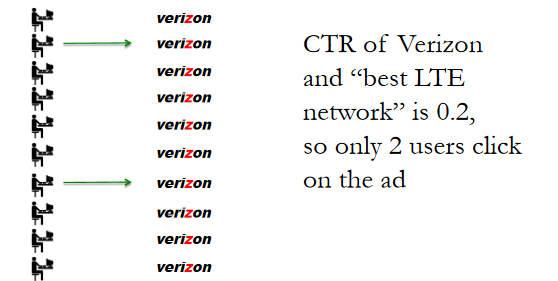 verizon
verizon
verizon
verizon
verizon
verizon
verizon
verizon
verizon
verizon
CTR of Verizon
and “best LTE
network” is 0.2,
so only 2 users click
on the ad